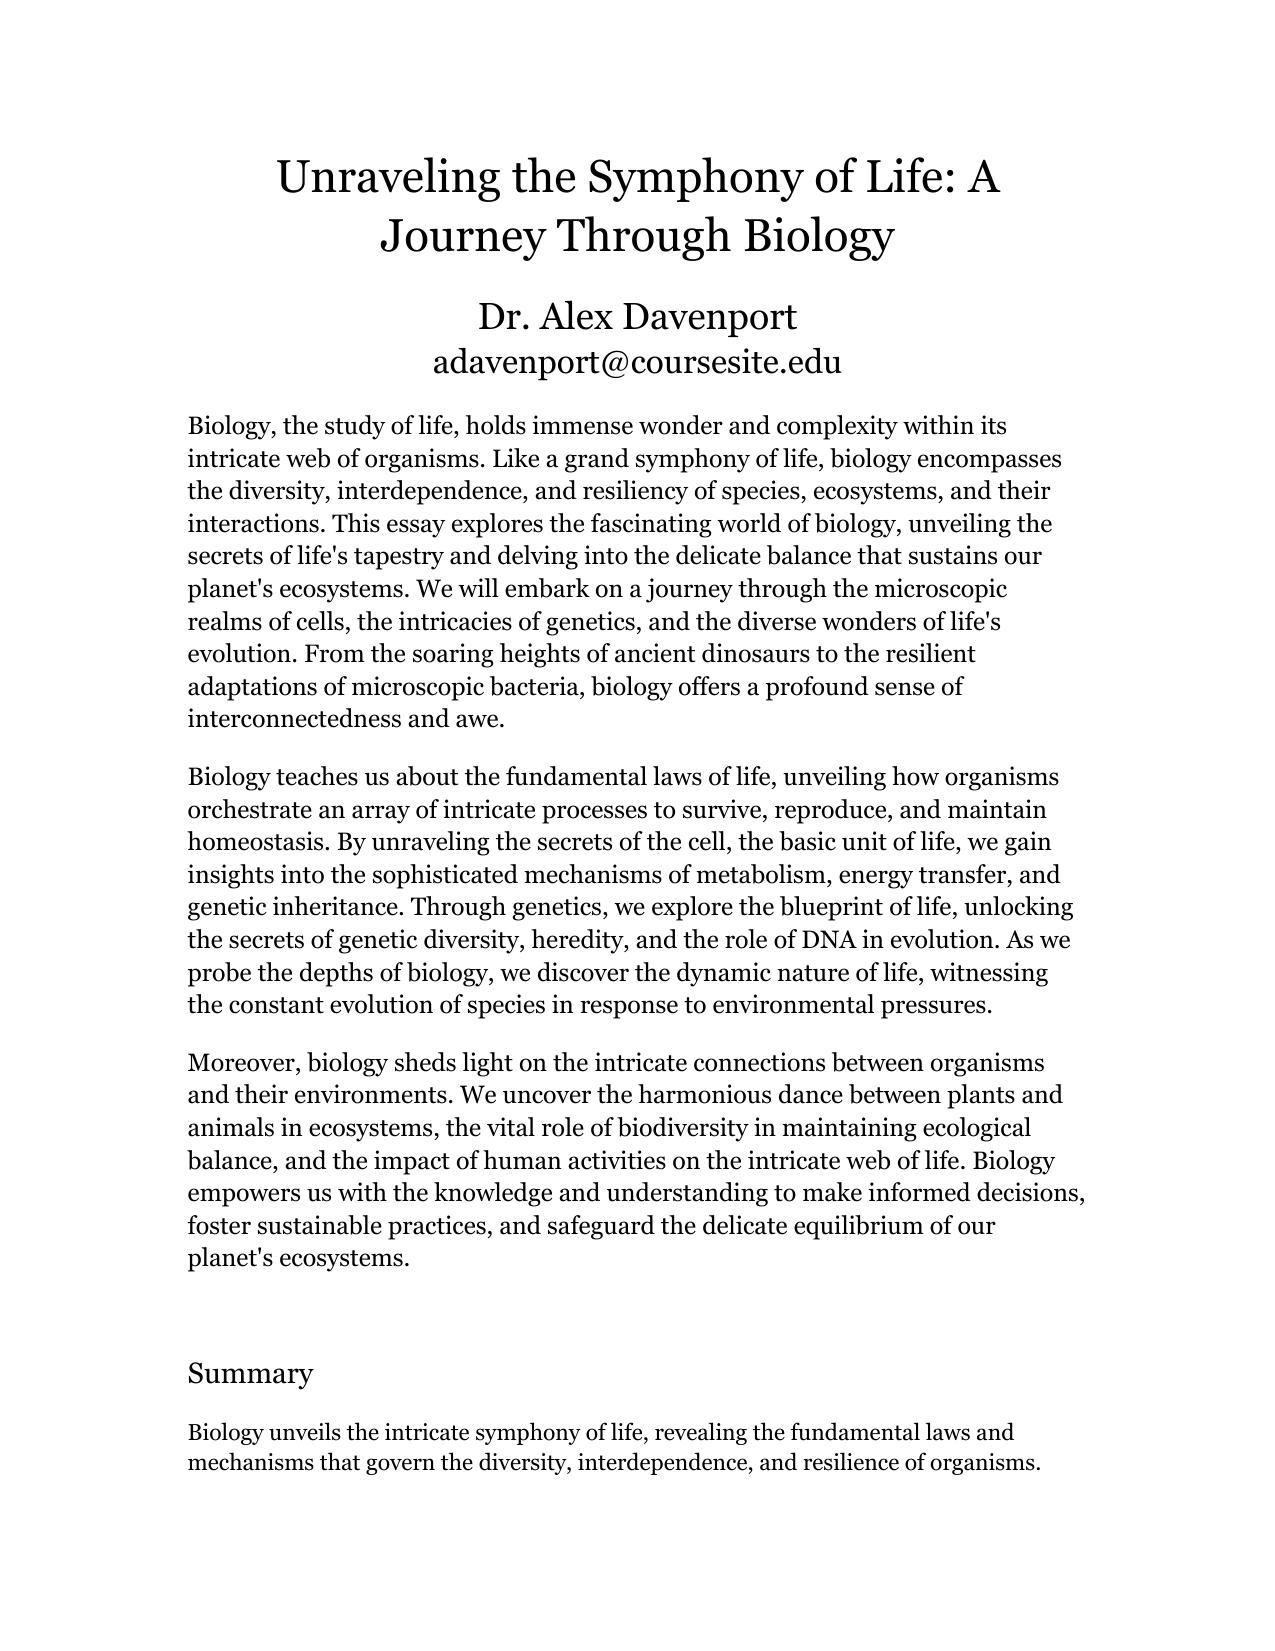 Unraveling the Symphony of Life: A
Journey Through Biology
Dr. Alex Davenport
adavenport@coursesite.edu
Biology, the study of life, holds immense wonder and complexity within its
intricate web of organisms. Like a grand symphony of life, biology encompasses
the diversity, interdependence, and resiliency of species, ecosystems, and their
interactions. This essay explores the fascinating world of biology, unveiling the
secrets of life's tapestry and delving into the delicate balance that sustains our
planet's ecosystems. We will embark on a journey through the microscopic
realms of cells, the intricacies of genetics, and the diverse wonders of life's
evolution. From the soaring heights of ancient dinosaurs to the resilient
adaptations of microscopic bacteria, biology offers a profound sense of
interconnectedness and awe.
Biology teaches us about the fundamental laws of life, unveiling how organisms
orchestrate an array of intricate processes to survive, reproduce, and maintain
homeostasis. By unraveling the secrets of the cell, the basic unit of life, we gain
insights into the sophisticated mechanisms of metabolism, energy transfer, and
genetic inheritance. Through genetics, we explore the blueprint of life, unlocking
the secrets of genetic diversity, heredity, and the role of DNA in evolution. As we
probe the depths of biology, we discover the dynamic nature of life, witnessing
the constant evolution of species in response to environmental pressures.
Moreover, biology sheds light on the intricate connections between organisms
and their environments. We uncover the harmonious dance between plants and
animals in ecosystems, the vital role of biodiversity in maintaining ecological
balance, and the impact of human activities on the intricate web of life. Biology
empowers us with the knowledge and understanding to make informed decisions,
foster sustainable practices, and safeguard the delicate equilibrium of our
planet's ecosystems.
Summary
Biology unveils the intricate symphony of life, revealing the fundamental laws and
mechanisms that govern the diversity, interdependence, and resilience of organisms.